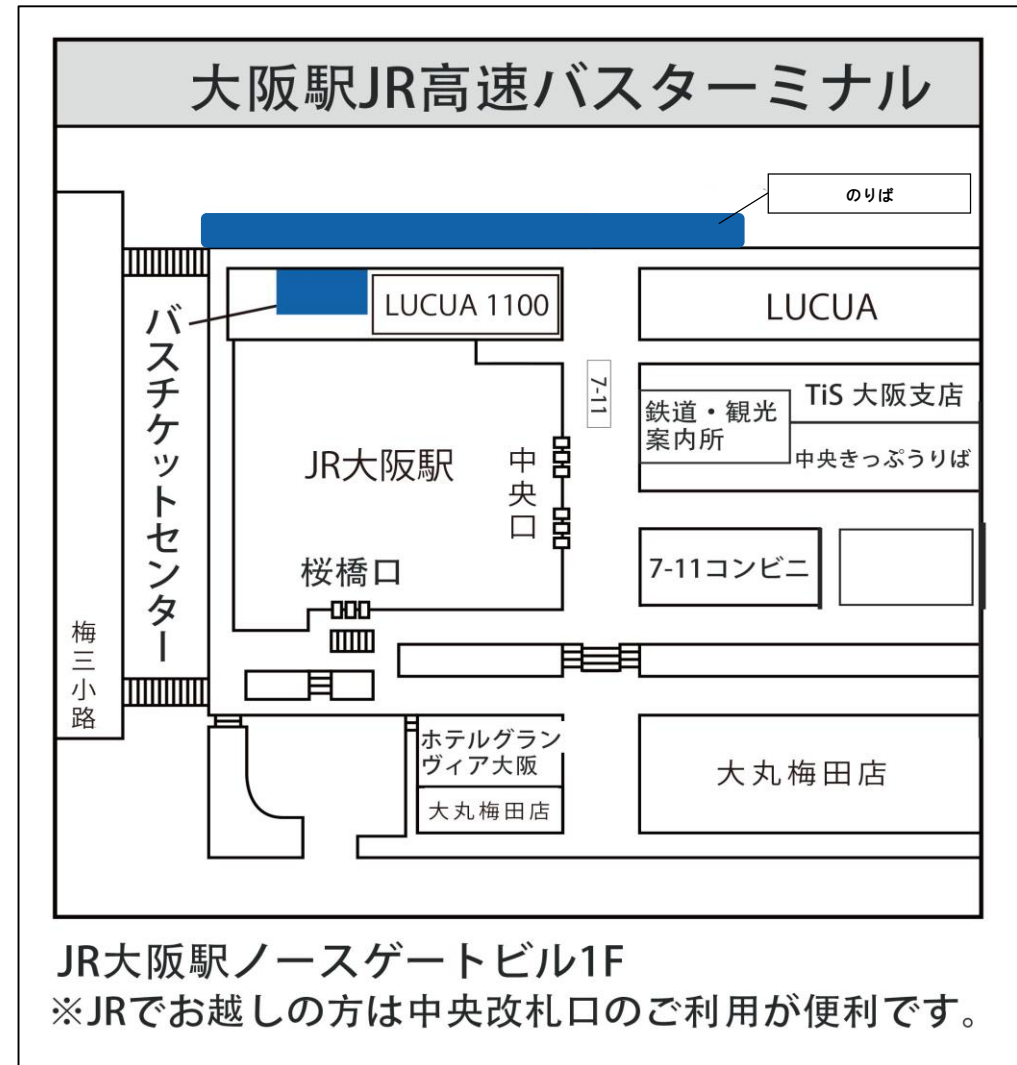 大阪駅JR高速バスターミナル
のりば
LUCUA 1100
LUCUA
バスチケットセンター
7-11
鉄道・観光
案内所
TiS 大阪支店
中央きっぷうりば
JR大阪駅
中央口
桜橋口
7-11コンビニ
梅三小路
ホテルグラン
ヴィア大阪
大丸梅田店
大丸梅田店
JR大阪駅ノースゲートビル1F
※JRでお越しの方は中央改札口のご利用が便利です。